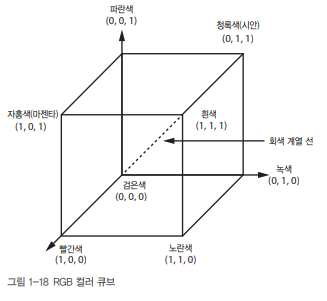 파란색
(0, 0, 1)
청록색(시안)
(0, 1, 1)
자홍색(마젠타)
(1, 0, 1)
흰색
(1, 1, 1)
회색 계열 선
녹색
(0, 1, 0)
검은색
(0, 0, 0)
빨간색
(1, 0, 0)
노란색
(1, 1, 0)
그림 1-18 RGB 컬러 큐브